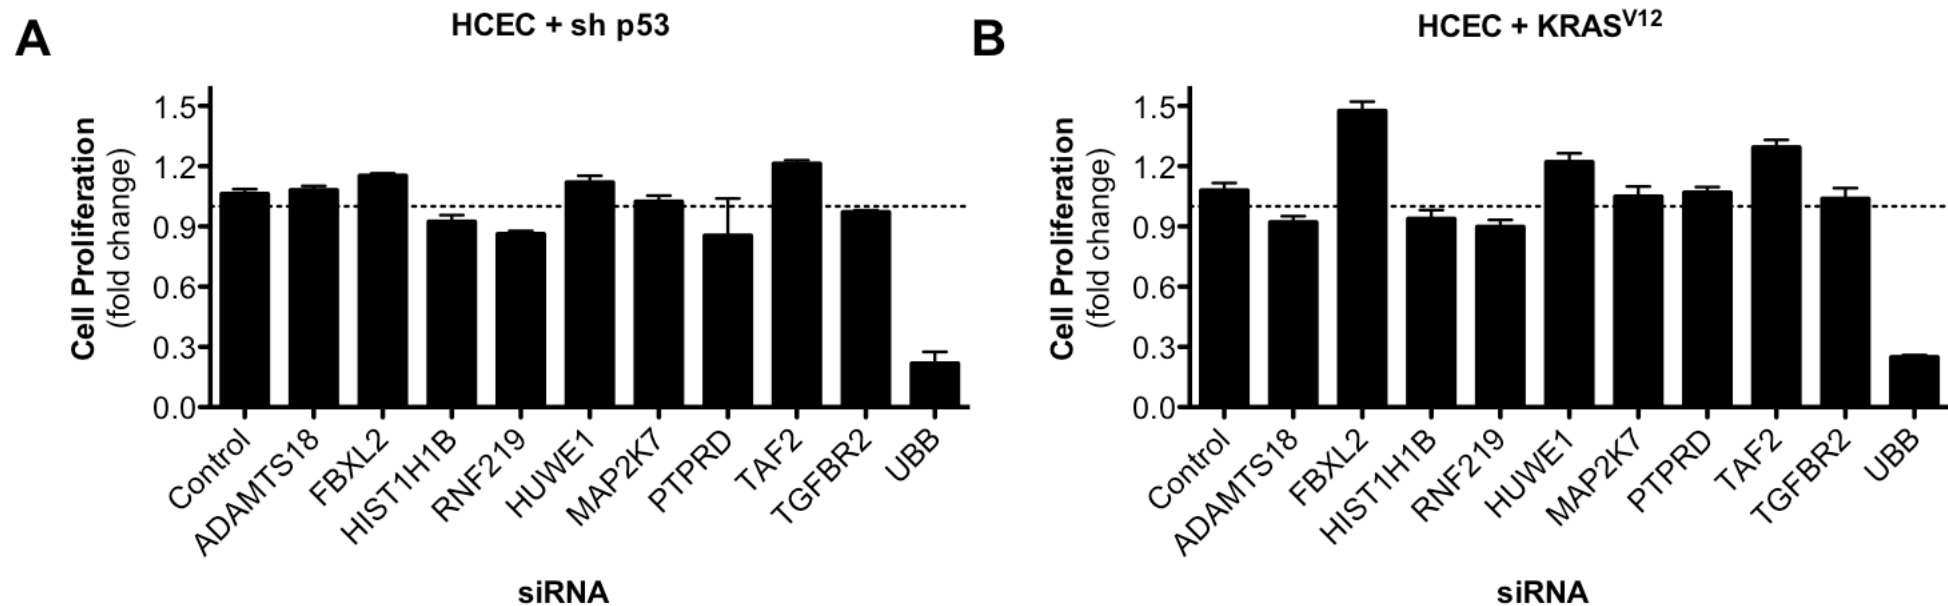 A
HCEC + sh p53
Cell Proliferation
(fold change)
1.5
1.2
0.9
0.6
0.3
0.0
Control
ADAMTS18
FBXL2
HIST1H1B
RNF219
HUWE1
MAP2K7
PTPRD
TAF2
TGFBR2
UBB
siRNA
B
HCEC + KRASV12
Cell Proliferation
(fold change)
1.5
1.2
0.9
0.6
0.3
0.0
Control
ADAMTS18
FBXL2
HIST1H1B
RNF219
HUWE1
MAP2K7
PTPRD
TAF2
TGFBR2
UBB
siRNA